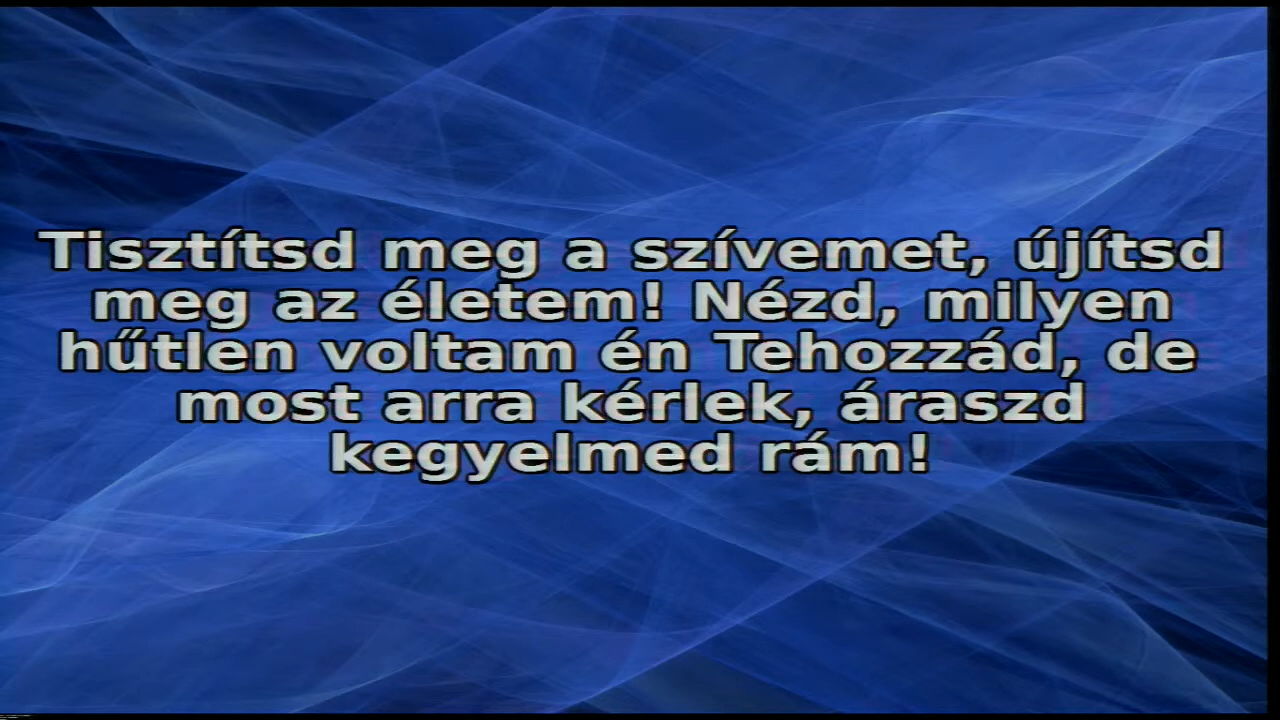 Tisztítsd meg a szívemet, újítsd
meg az életem! Nézd, milyen
hűtlen voltam én Tehozzád, de
most arra kérlek, áraszd
kegyelmed rám!